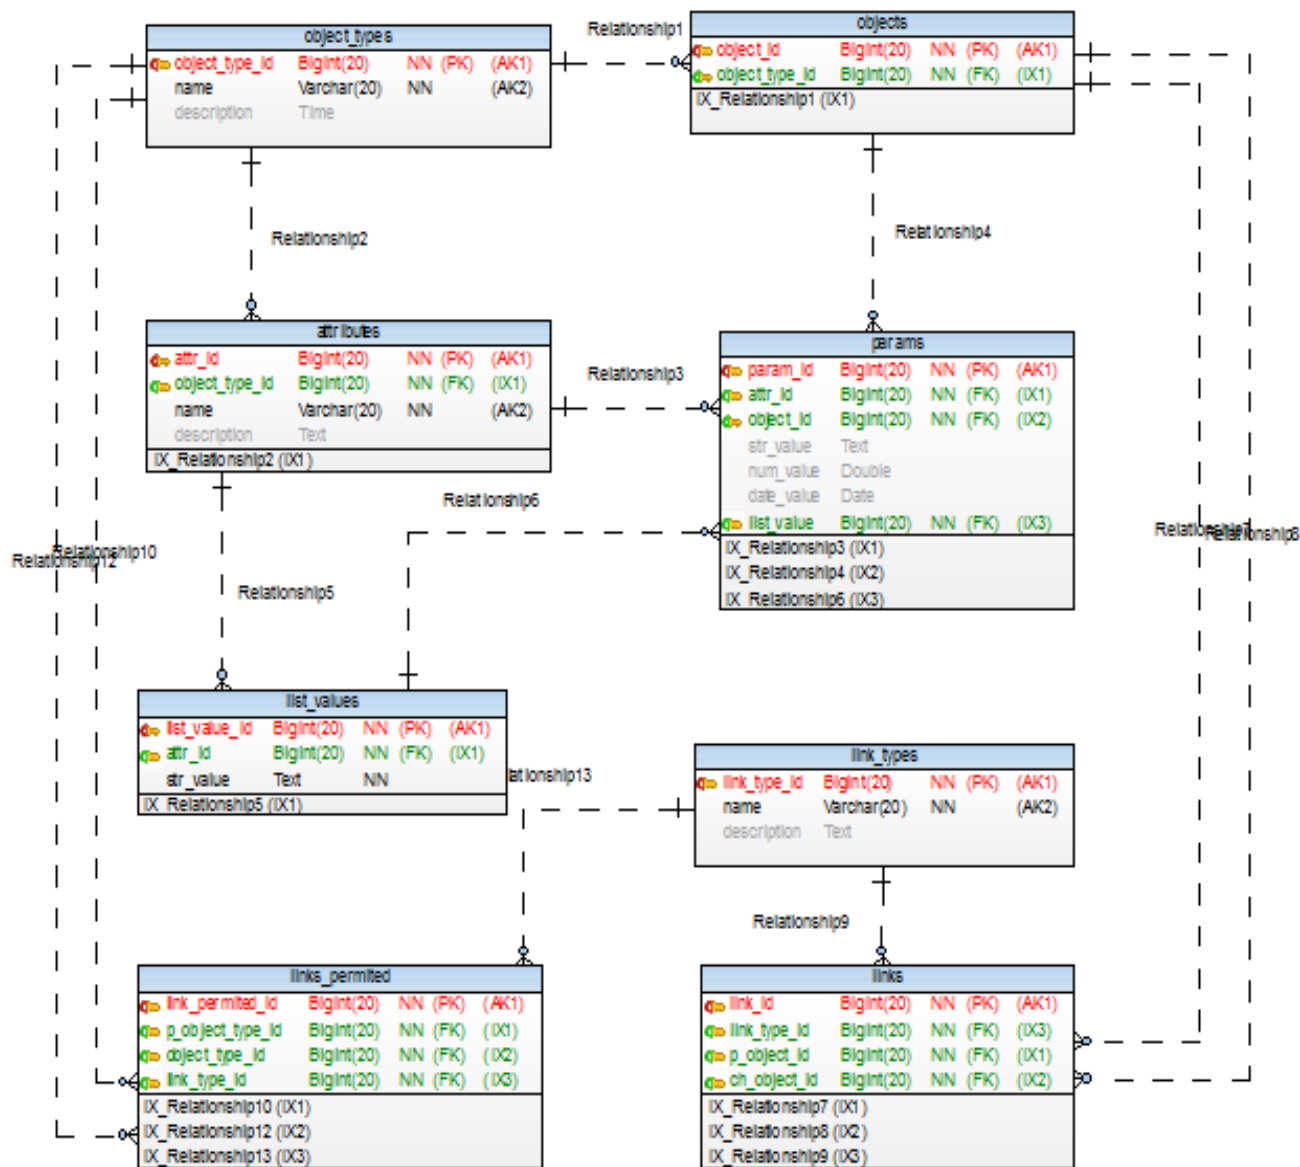 Relationship1
object_types
object_type_id BigInt(20) NN (PK) (AK1)
name Varchar(20) NN (AK2)
description Time
objects
object_id BigInt(20) NN (PK) (AK1)
object_type_id BigInt(20) NN (FK) (IX1)
IX_Relationship1 (IX1)
Relationship2
Relationship4
attributes
attr_id BigInt(20) NN (PK) (AK1)
object_type_id BigInt(20) NN (FK) (IX1)
name Varchar(20) NN (AK2)
description Text
IX_Relationship2 (IX1)
Relationship3
params
param_id BigInt(20) NN (PK) (AK1)
attr_id BigInt(20) NN (FK) (IX1)
object_id BigInt(20) NN (FK) (IX2)
str_value Text
num_value Double
date_value Date
list_value BigInt(20) NN (FK) (IX3)
IX_Relationship3 (IX1)
IX_Relationship4 (IX2)
IX_Relationship6 (IX3)
Relationship6
Relationship10
Relationship12
Relationship7
Relationship8
Relationship5
list_values
list_value_id BigInt(20) NN (PK) (AK1)
attr_id BigInt(20) NN (FK) (IX1)
str_value Text NN
IX_Relationship5 (IX1)
ationship13
link_types
link_type_id BigInt(20) NN (PK) (AK1)
name Varchar(20) NN (AK2)
description Text
Relationship9
links_permited
link_permited_id BigInt(20) NN (PK) (AK1)
p_object_type_id BigInt(20) NN (FK) (IX1)
object_type_id BigInt(20) NN (FK) (IX2)
link_type_id BigInt(20) NN (FK) (IX3)
IX_Relationship10 (IX1)
IX_Relationship12 (IX2)
IX_Relationship13 (IX3)
links
link_id BigInt(20) NN (PK) (AK1)
link_type_id BigInt(20) NN (FK) (IX3)
p_object_id BigInt(20) NN (FK) (IX1)
ch_object_id BigInt(20) NN (FK) (IX2)
IX_Relationship7 (IX1)
IX_Relationship8 (IX2)
IX_Relationship9 (IX3)